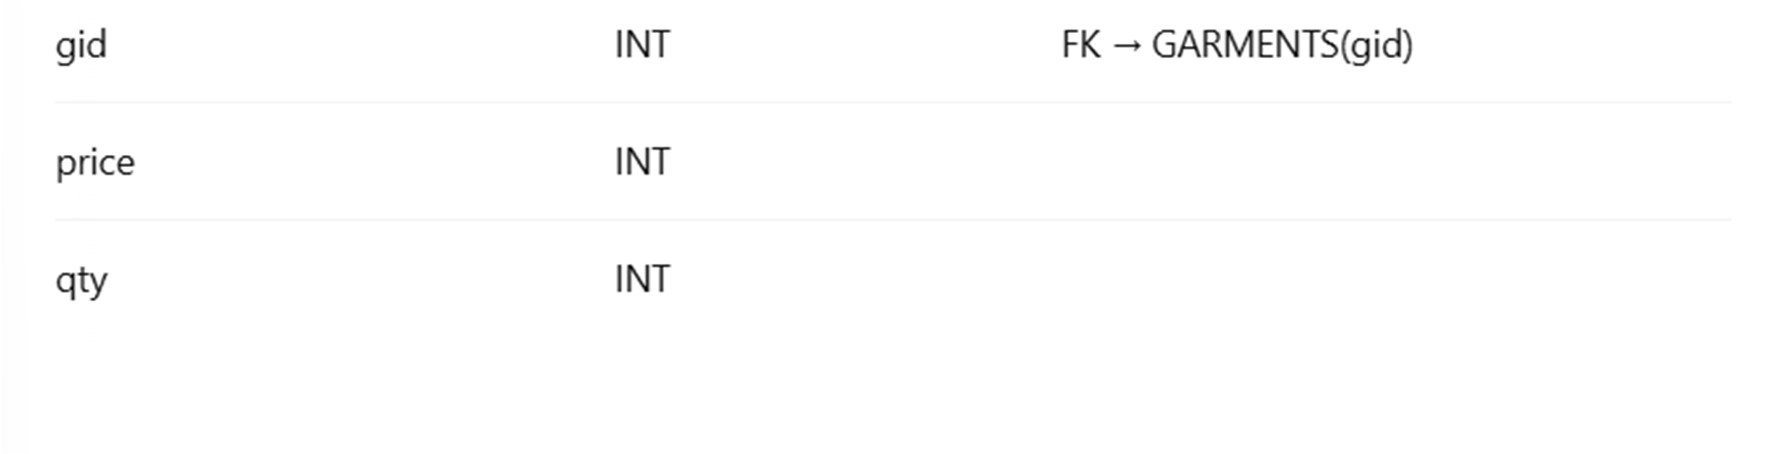 gid INT FK → GARMENTS(gid)
price INT
qty INT